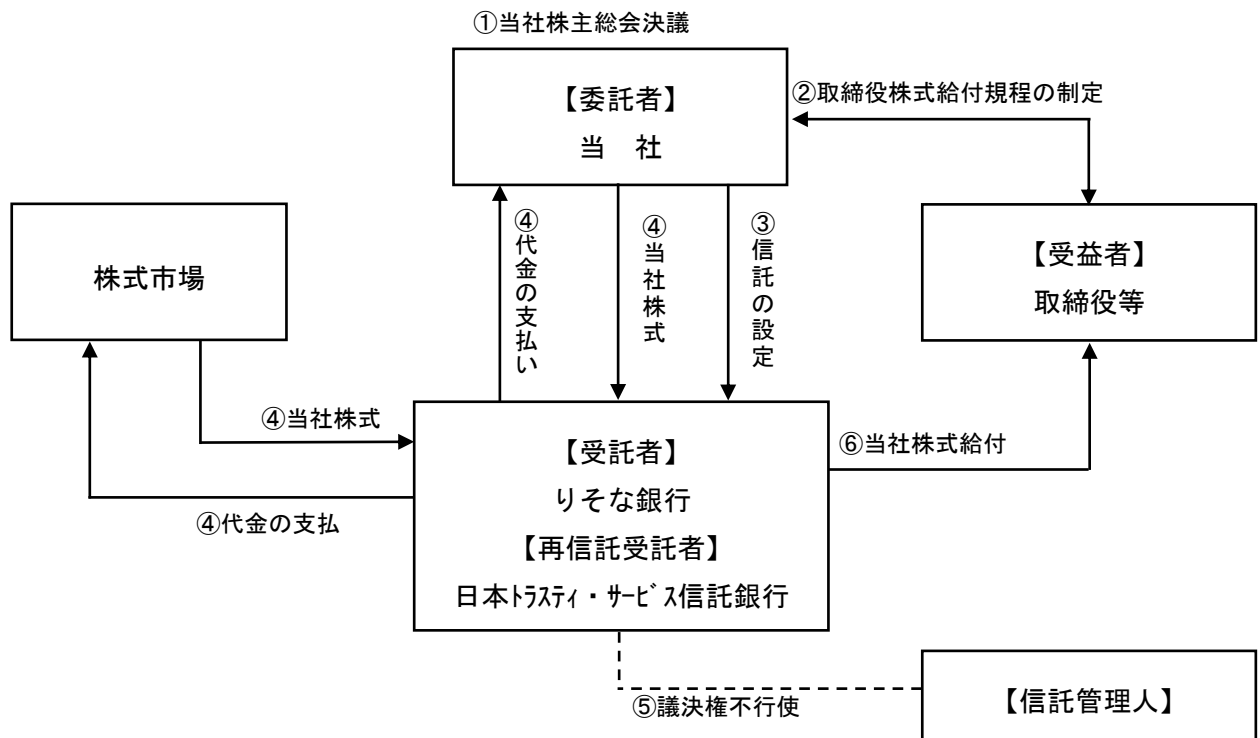 ①当社株主総会決議
【委託者】
当　社
②取締役株式給付規程の制定
④代金の支払い
④当社株式
③信託の設定
株式市場
【受益者】
取締役等
④当社株式
④代金の支払
【受託者】
りそな銀行
【再信託受託者】
日本ﾄﾗｽﾃｨ・ｻｰﾋﾞｽ信託銀行
⑥当社株式給付
⑤議決権不行使
【信託管理人】